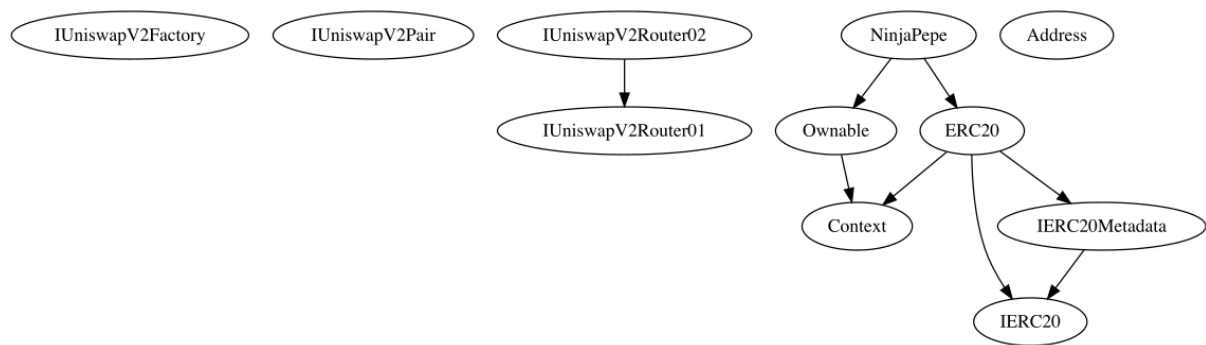 IUniswapV2Factory
IUniswapV2Pair
IUniswapV2Router02
NinjaPepe
Address
IUniswapV2Router01
Ownable
ERC20
Context
IERC20Metadata
IERC20